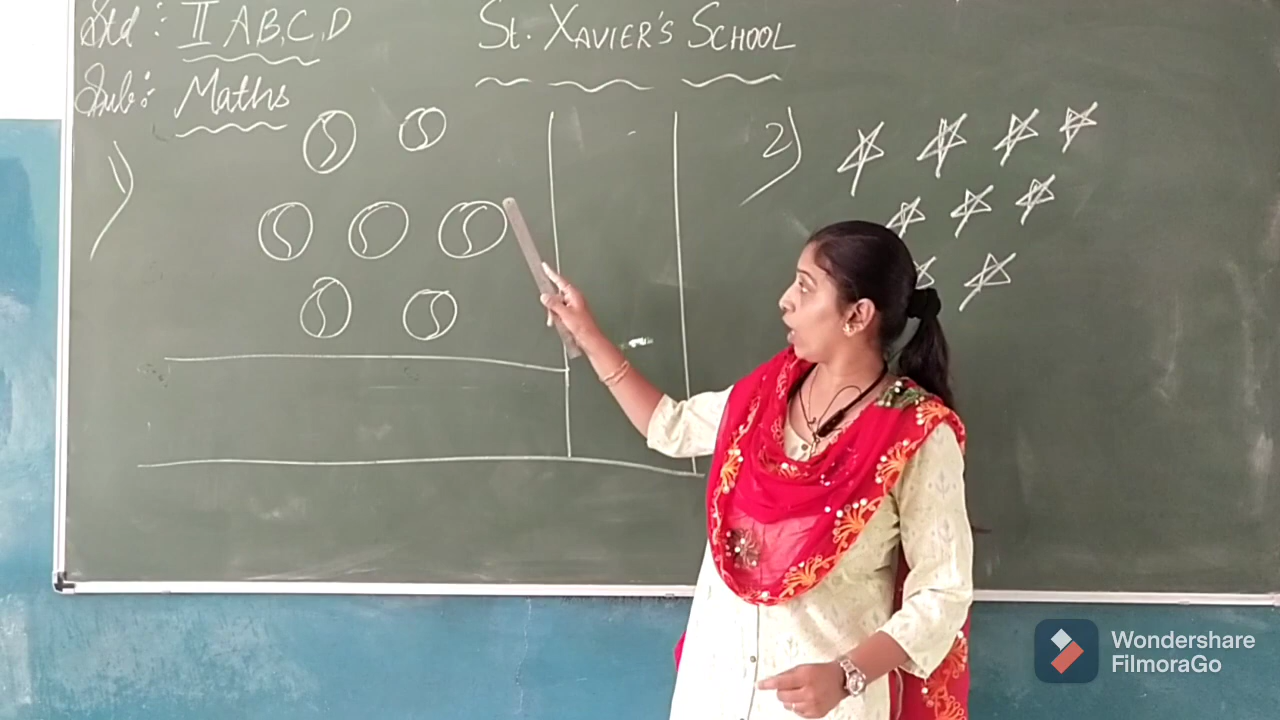 Std : II A B, C, D
St. XAVIER'S SCHOOL
Sub : Maths
1)
2)
Wondershare
FilmoraGo